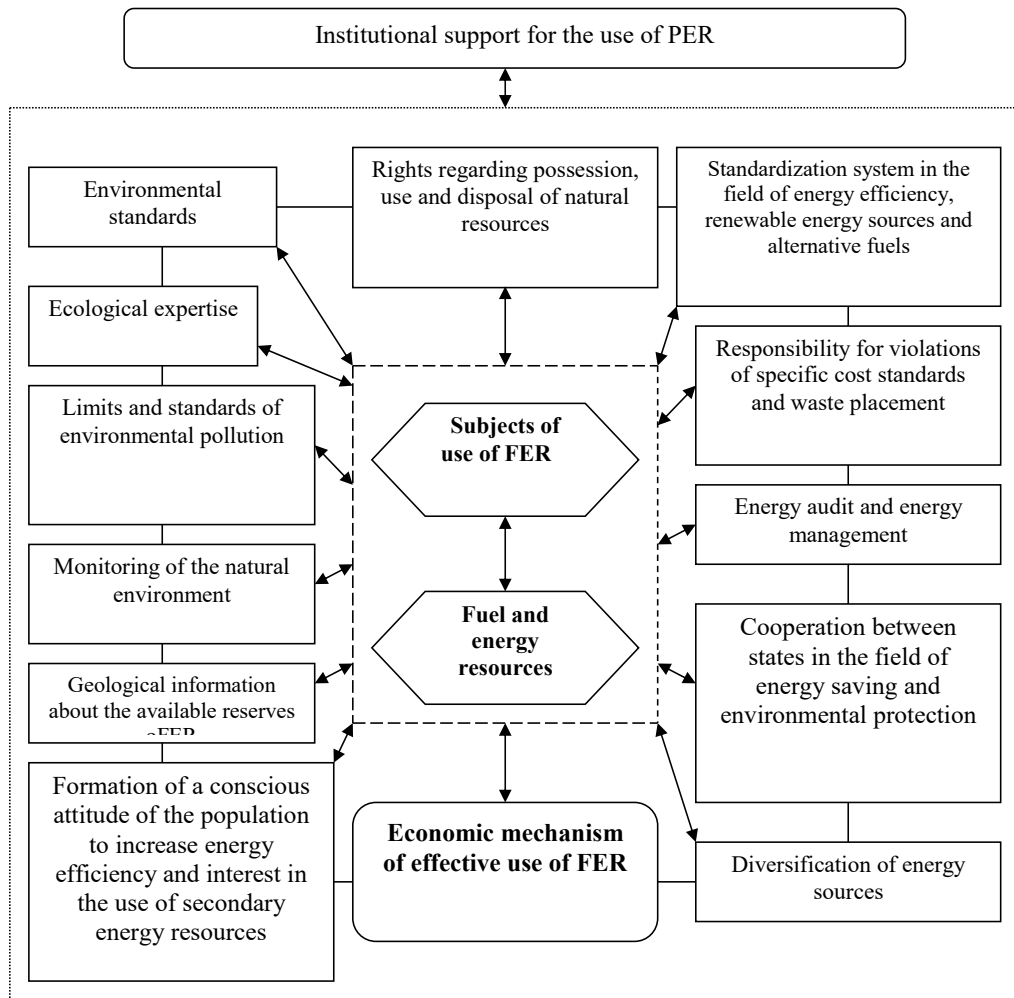 Institutional support for the use of PER
Environmental
standards
Rights regarding possession,
use and disposal of natural
resources
Standardization system in the
field of energy efficiency,
renewable energy sources and
alternative fuels
Ecological expertise
Responsibility for violations
of specific cost standards
and waste placement
Limits and standards of
environmental pollution
Subjects of
use of FER
Energy audit and energy
management
Monitoring of the natural
environment
Fuel and
energy
resources
Cooperation between
states in the field of
energy saving and
environmental protection
Geological information
about the available reserves
oFER
Formation of a conscious
attitude of the population
to increase energy
efficiency and interest in
the use of secondary
energy resources
Economic mechanism
of effective use of FER
Diversification of energy
sources